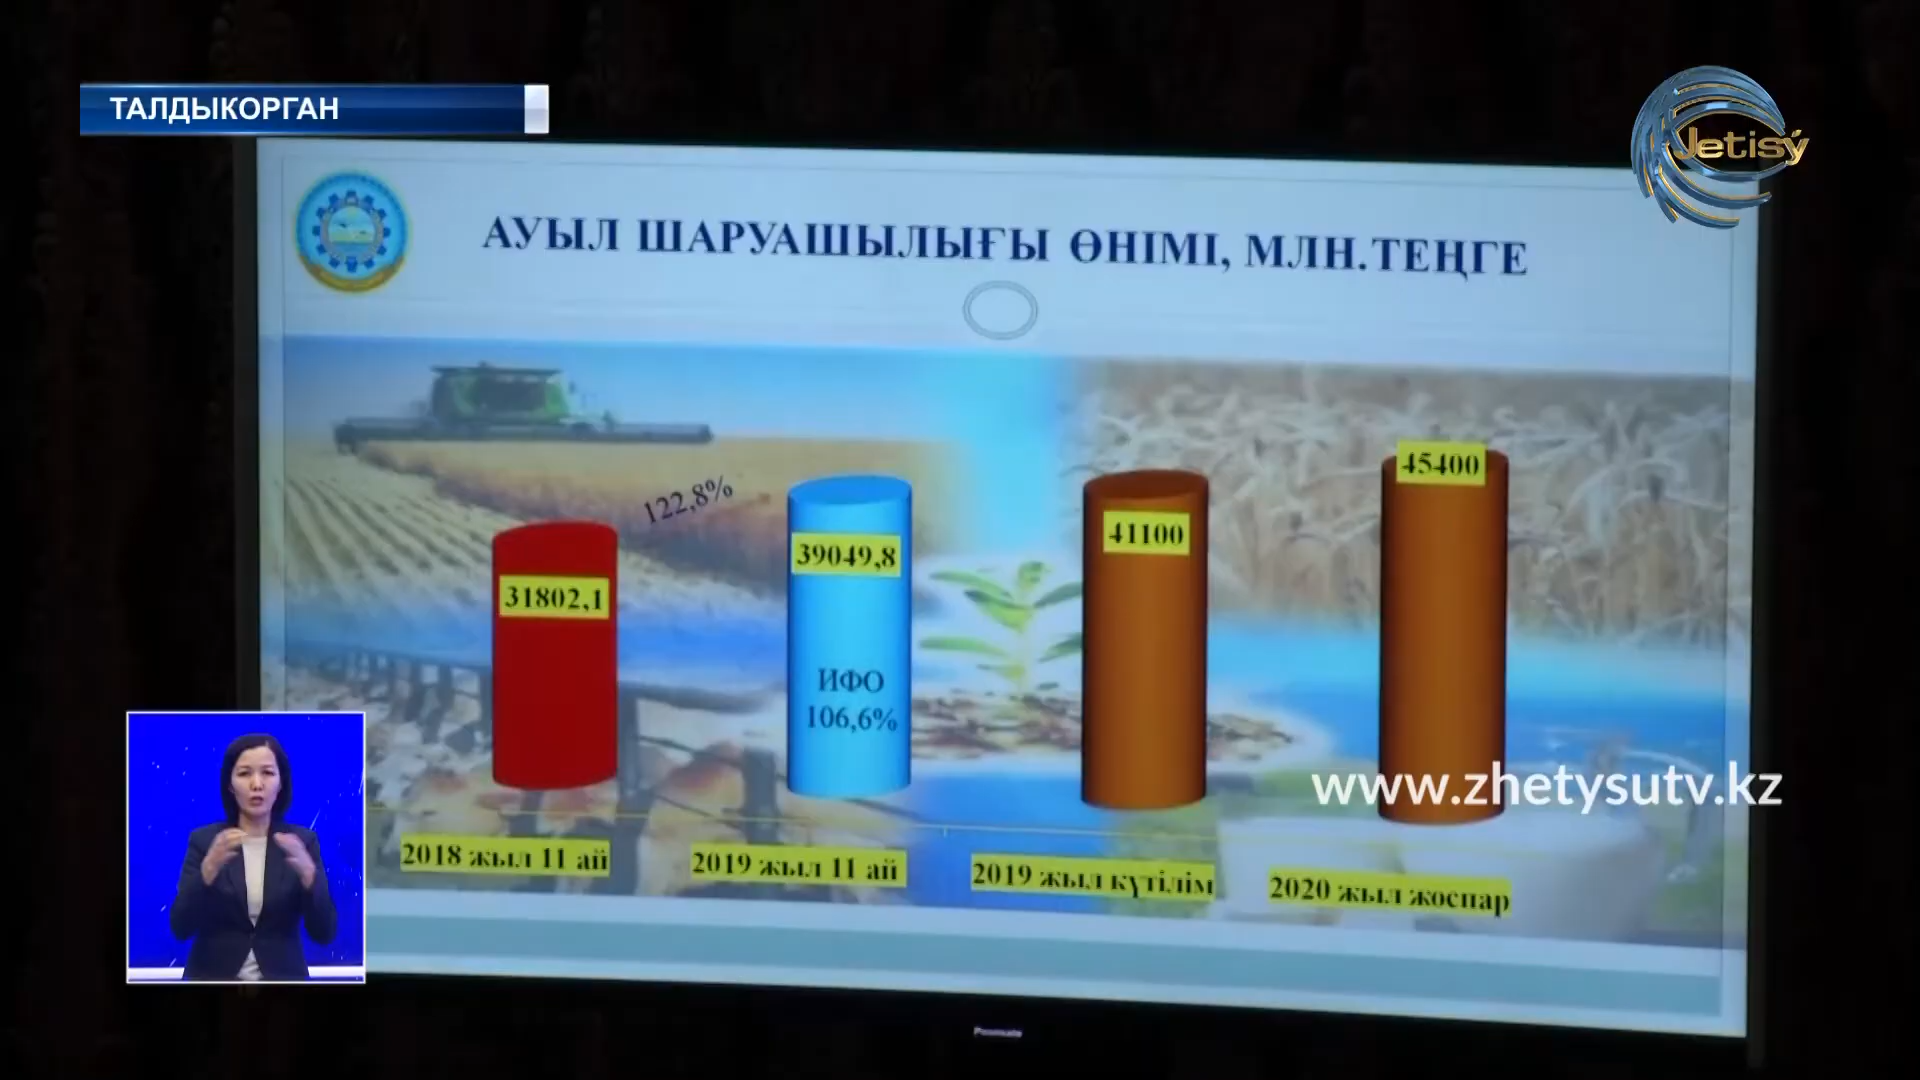 ТАЛДЫКОРГАН
Jetisý
АУЫЛ ШАРУАШЫЛЫҒЫ ӨНІМІ, МЛН.ТЕҢГЕ
122,8%
31802,1
39049,8
41100
45400
ИФО
106,6%
www.zhetysutv.kz
2018 жыл 11 ай
2019 жыл 11 ай
2019 жыл күтілім
2020 жыл жоспар